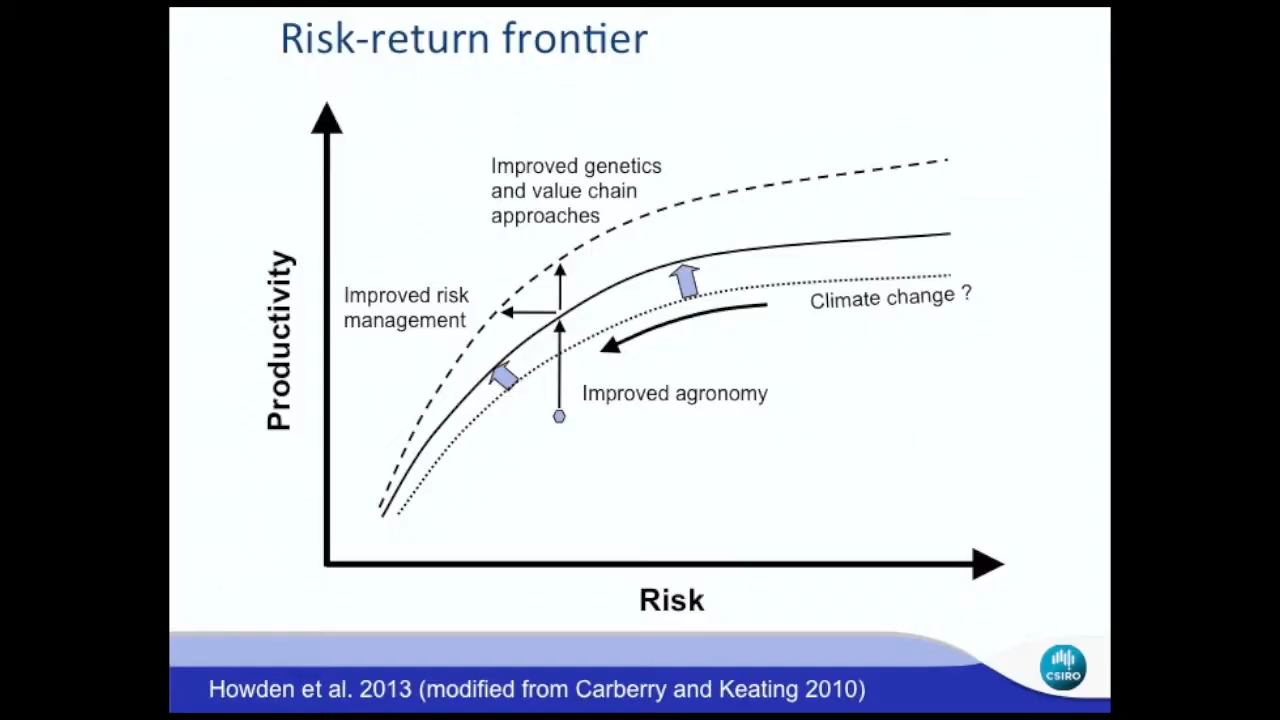 Risk-return frontier
Improved genetics
and value chain
approaches
Improved risk
management
Climate change ?
Improved agronomy
Productivity
Risk
Howden et al. 2013 (modified from Carberry and Keating 2010)
CSIRO